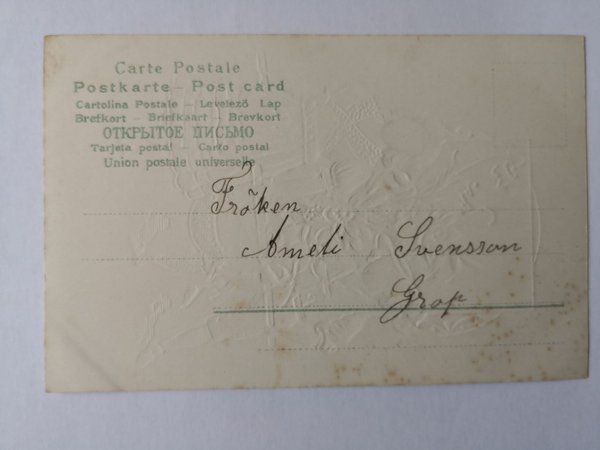 Carte Postale
Postkarte – Post card
Cartolina Postale – Levelező Lap
Brefkort – Briefkaart – Brevkort
ОТКРЫТОЕ ПИСЬМО
Tarjeta postal – Carto postal
Union postale universelle
Fröken
Ameli Svensson
Grop